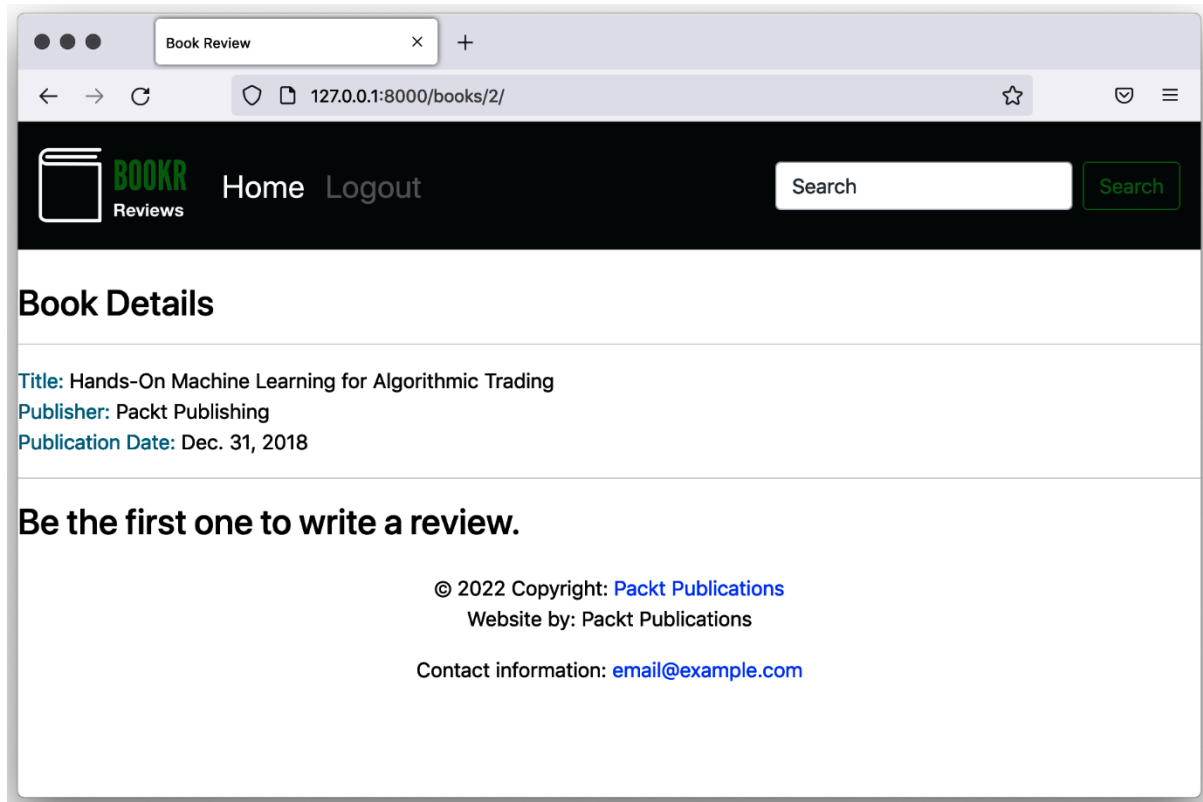 Book Review
127.0.0.1:8000/books/2/
BOOKR
Reviews
Home Logout
Search
Search
Book Details
Title: Hands-On Machine Learning for Algorithmic Trading
Publisher: Packt Publishing
Publication Date: Dec. 31, 2018
Be the first one to write a review.
© 2022 Copyright: Packt Publications
Website by: Packt Publications
Contact information: email@example.com